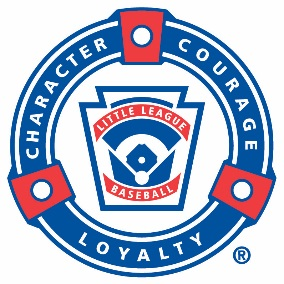 CHARACTER
COURAGE
LOYALTY
LITTLE LEAGUE
BASEBALL
®